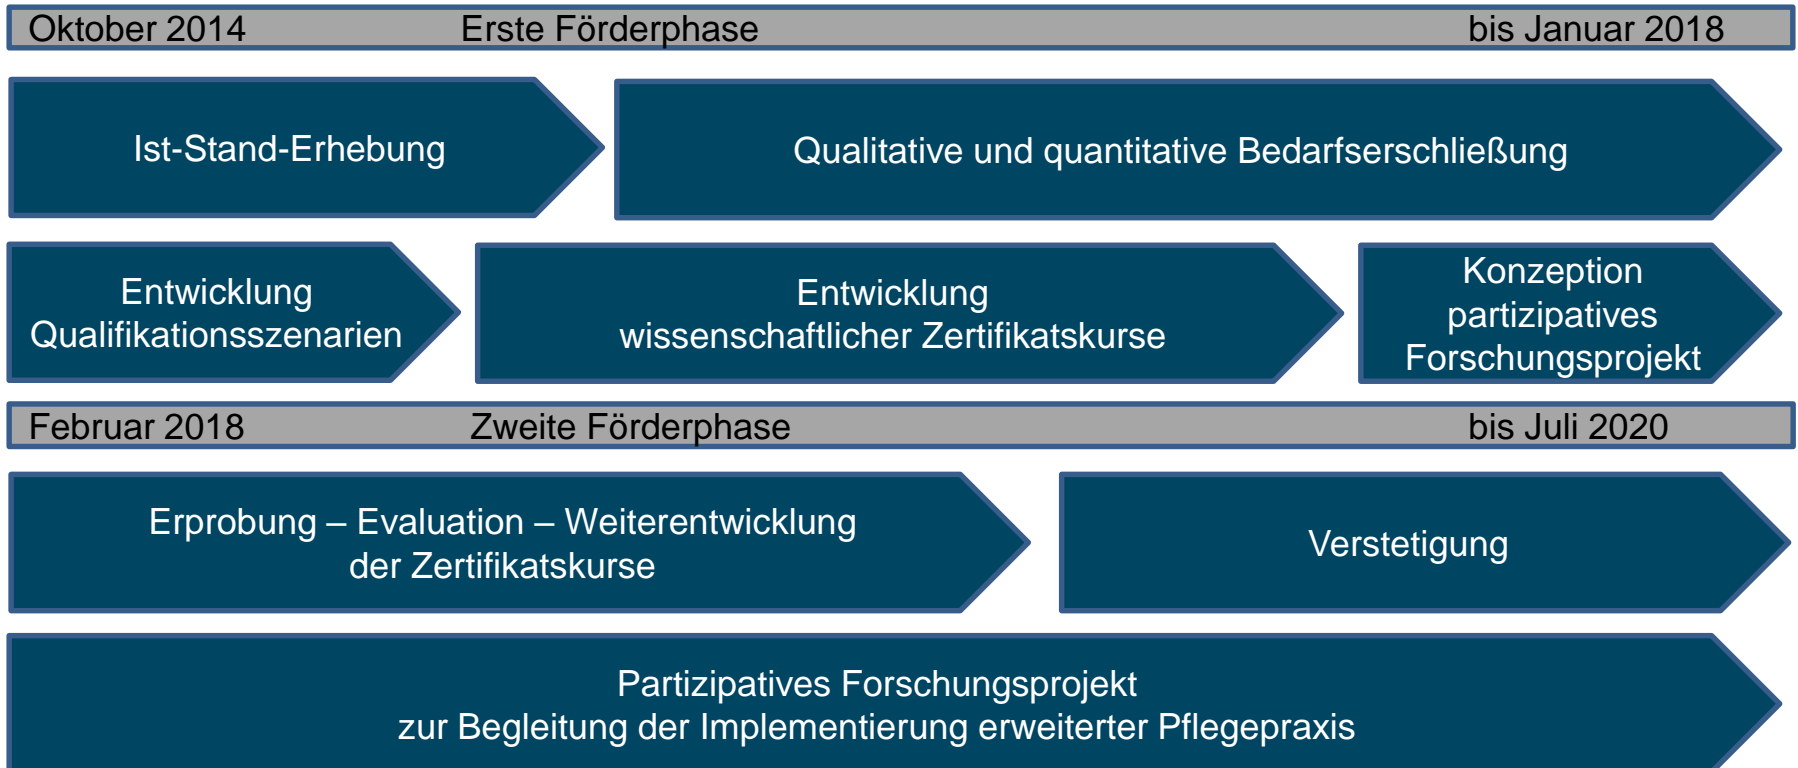 Oktober 2014 Erste Förderphase bis Januar 2018
Ist-Stand-Erhebung
Qualitative und quantitative Bedarfserschließung
Entwicklung
Qualifikationsszenarien
Entwicklung
wissenschaftlicher Zertifikatskurse
Konzeption
partizipatives
Forschungsprojekt
Februar 2018 Zweite Förderphase bis Juli 2020
Erprobung – Evaluation – Weiterentwicklung
der Zertifikatskurse
Verstetigung
Partizipatives Forschungsprojekt
zur Begleitung der Implementierung erweiterter Pflegepraxis